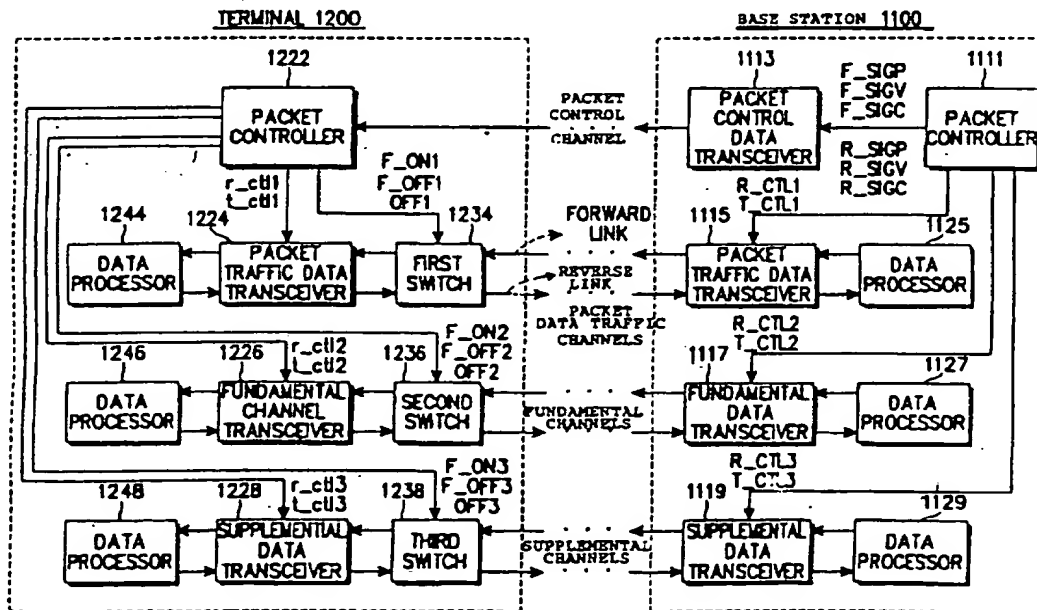 TERMINAL 1200
BASE STATION 1100
1222
PACKET
CONTROLLER
PACKET
CONTROL
CHANNEL
1113
PACKET
CONTROL
DATA
TRANSCEIVER
F_SIGP
F_SIGV
F_SIGC
1111
PACKET
CONTROLLER
R_SIGP
R_SIGV
R_SIGC
r_ctl1
t_ctl1
F_ON1
F_OFF1
OFF1
R_CTL1
T_CTL1
1244
DATA
PROCESSOR
1224
PACKET
TRAFFIC DATA
TRANSCEIVER
1234
FIRST
SWITCH
FORWARD
LINK
REVERSE
LINK
PACKET
DATA TRAFFIC
CHANNELS
1115
PACKET
TRAFFIC DATA
TRANSCEIVER
1125
DATA
PROCESSOR
r_ctl2
t_ctl2
F_ON2
F_OFF2
OFF2
R_CTL2
T_CTL2
1246
DATA
PROCESSOR
1226
FUNDAMENTAL
CHANNEL
TRANSCEIVER
1236
SECOND
SWITCH
FUNDAMENTAL
CHANNELS
1117
FUNDAMENTAL
DATA
TRANSCEIVER
1127
DATA
PROCESSOR
r_ctl3
t_ctl3
F_ON3
F_OFF3
OFF3
R_CTL3
T_CTL3
1248
DATA
PROCESSOR
1228
SUPPLEMENTIAL
DATA
TRANSCEIVER
1238
THIRD
SWITCH
SUPPLEMENTAL
CHANNELS
1119
SUPPLEMENTAL
DATA
TRANSCEIVER
1129
DATA
PROCESSOR